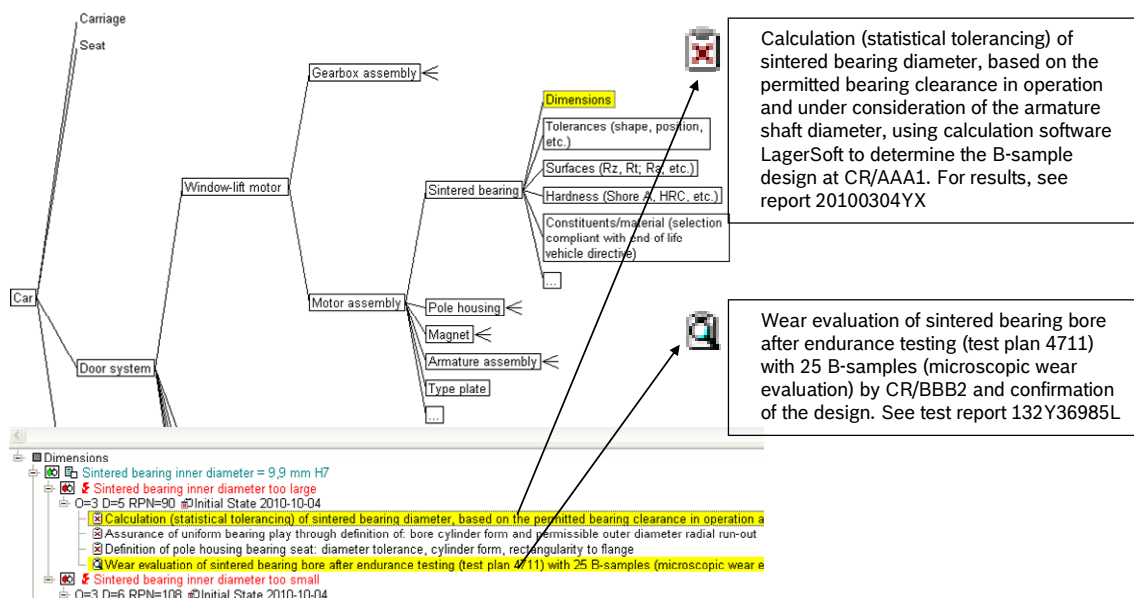 Carriage
Seat
Gearbox assembly
Dimensions
Tolerances (shape, position,
etc.)
Window-lift motor
Sintered bearing
Surfaces (Rz, Rt; Ra, etc.)
Hardness (Shore A, HRC, etc.)
Constituents/material (selection
compliant with end of life
vehicle directive)
...
Car
Motor assembly
Pole housing
Magnet
Door system
Armature assembly
Type plate
...
Calculation (statistical tolerancing) of
sintered bearing diameter, based on the
permitted bearing clearance in operation
and under consideration of the armature
shaft diameter, using calculation software
LagerSoft to determine the B-sample
design at CR/AAA1. For results, see
report 20100304YX
Wear evaluation of sintered bearing bore
after endurance testing (test plan 4711)
with 25 B-samples (microscopic wear
evaluation) by CR/BBB2 and confirmation
of the design. See test report 132Y36985L
Dimensions
Sintered bearing inner diameter = 9,9 mm H7
Sintered bearing inner diameter too large
O=3 D=5 RPN=90 Initial State 2010-10-04
Calculation (statistical tolerancing) of sintered bearing diameter, based on the permitted bearing clearance in operation a
Assurance of uniform bearing play through definition of: bore cylinder form and permissible outer diameter radial run-out
Definition of pole housing bearing seat: diameter tolerance, cylinder form, rectangularity to flange
Wear evaluation of sintered bearing bore after endurance testing (test plan 4711) with 25 B-samples (microscopic wear e
Sintered bearing inner diameter too small
O=3 D=6 RPN=108 Initial State 2010-10-04